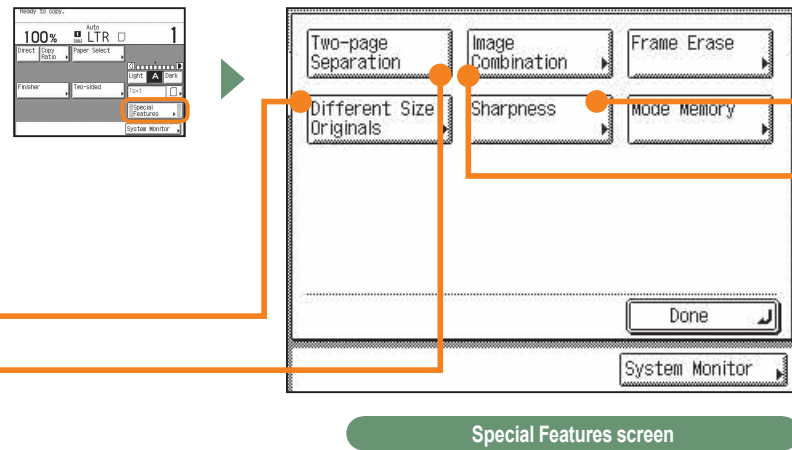 Ready to copy.
100%
Auto
LTR
1
Direct
Copy
Ratio
Paper Select
Light
A
Dark
Finisher
Two-sided
Special
Features
System Monitor
Two-page
Separation
Image
Combination
Frame Erase
Different Size
Originals
Sharpness
Mode Memory
Done
System Monitor
Special Features screen